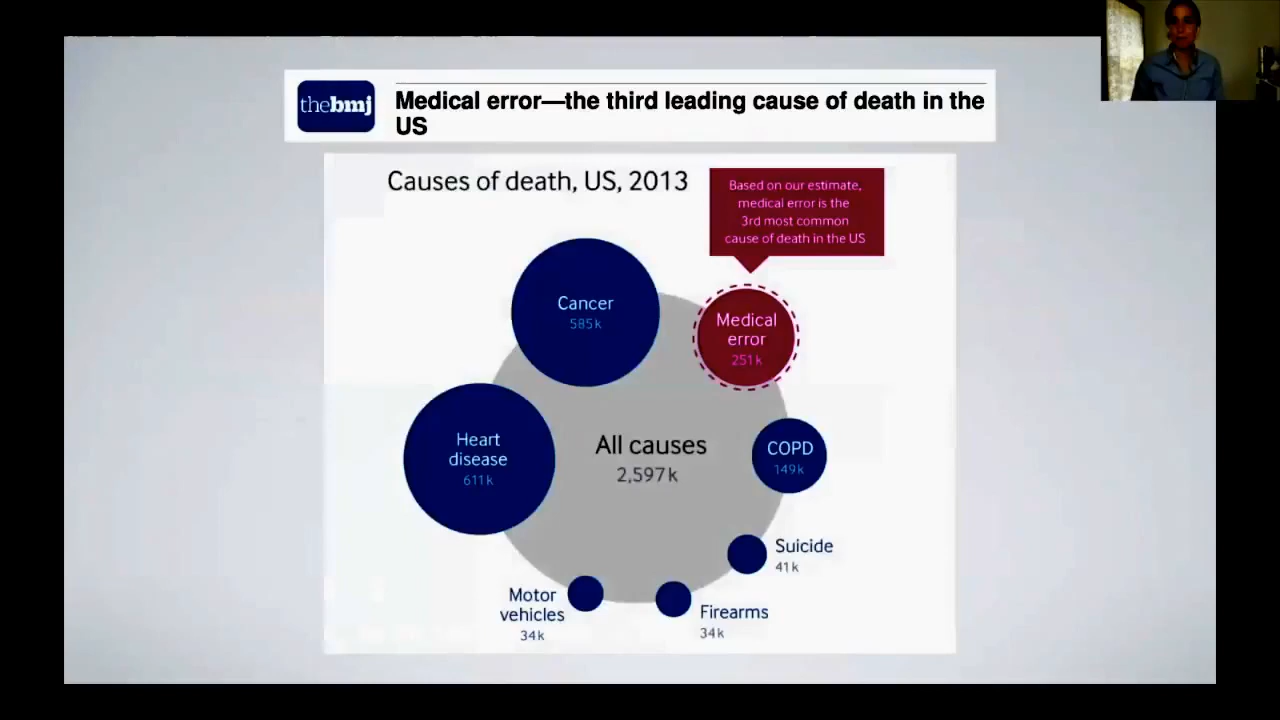 thebmj
Medical error—the third leading cause of death in the
US
Causes of death, US, 2013
Based on our estimate,
medical error is the
3rd most common
cause of death in the US
Cancer
585k
Medical
error
251k
Heart
disease
611k
All causes
2,597k
COPD
149k
Suicide
41k
Motor
vehicles
34k
Firearms
34k